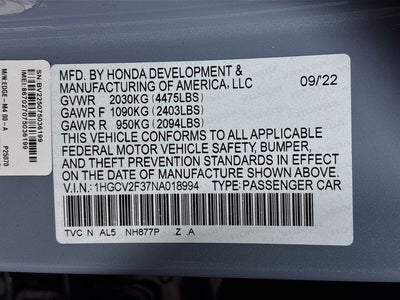 MFD. BY HONDA DEVELOPMENT &
MANUFACTURING OF AMERICA, LLC
09/'22
GVWR 2030KG (4475LBS)
GAWR F 1090KG (2403LBS)
GAWR R 950KG (2094LBS)
THIS VEHICLE CONFORMS TO ALL APPLICABLE
FEDERAL MOTOR VEHICLE SAFETY, BUMPER,
AND THEFT PREVENTION STANDARDS IN EFFECT ON
THE DATE OF MANUFACTURE SHOWN ABOVE.
V.I.N.: 1HGCV2F37NA018994 TYPE: PASSENGER CAR
TVC N AL5 NH877P .Z .A
P25070